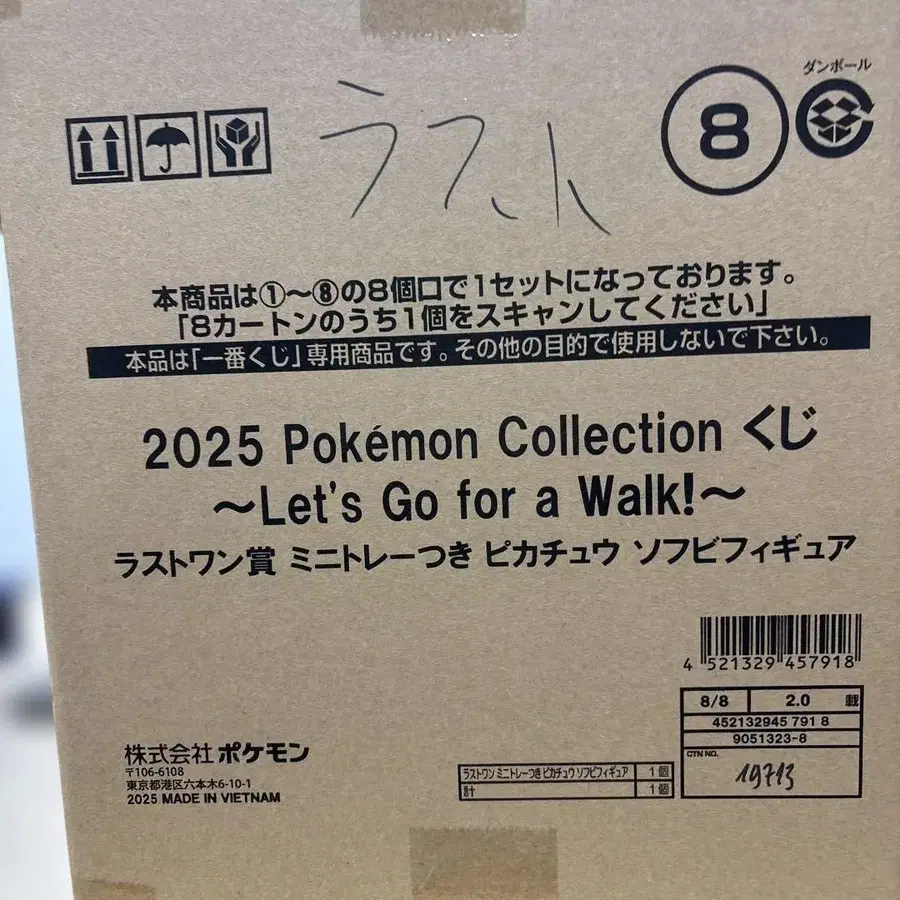 ダンボール
8
ラスト
本商品は①～⑧の8個口で1セットになっております。
「8カートンのうち1個をスキャンしてください」
本品は「一番くじ」専用商品です。その他の目的で使用しないで下さい。
2025 Pokémon Collection くじ
～Let's Go for a Walk!～
ラストワン賞 ミニトレーつき ピカチュウ ソフビフィギュア
4 521329 457918
8/8 2.0 載
452132945 791 8
9051323-8
CTN NO.
19713
株式会社 ポケモン
〒106-6108
東京都港区六本木6-10-1
2025 MADE IN VIETNAM
ラストワン ミニトレーつき ピカチュウ ソフビフィギュア 1個
計 1個